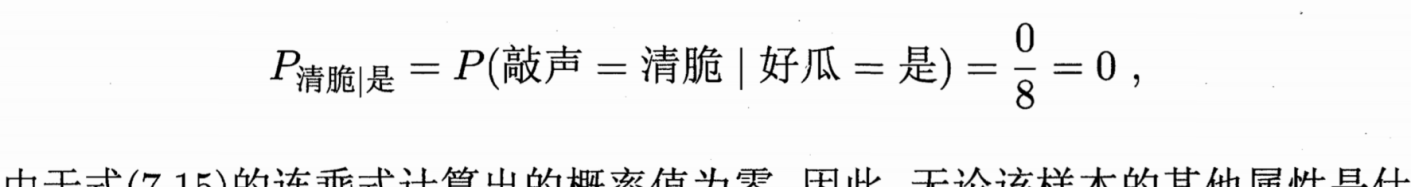 P清脆|是 = P(敲声 = 清脆 | 好瓜 = 是) = 0/8 = 0 ,
由于式(7.15)的连乘式计算出的概率值为零, 因此, 无论该样本的其他属性是什